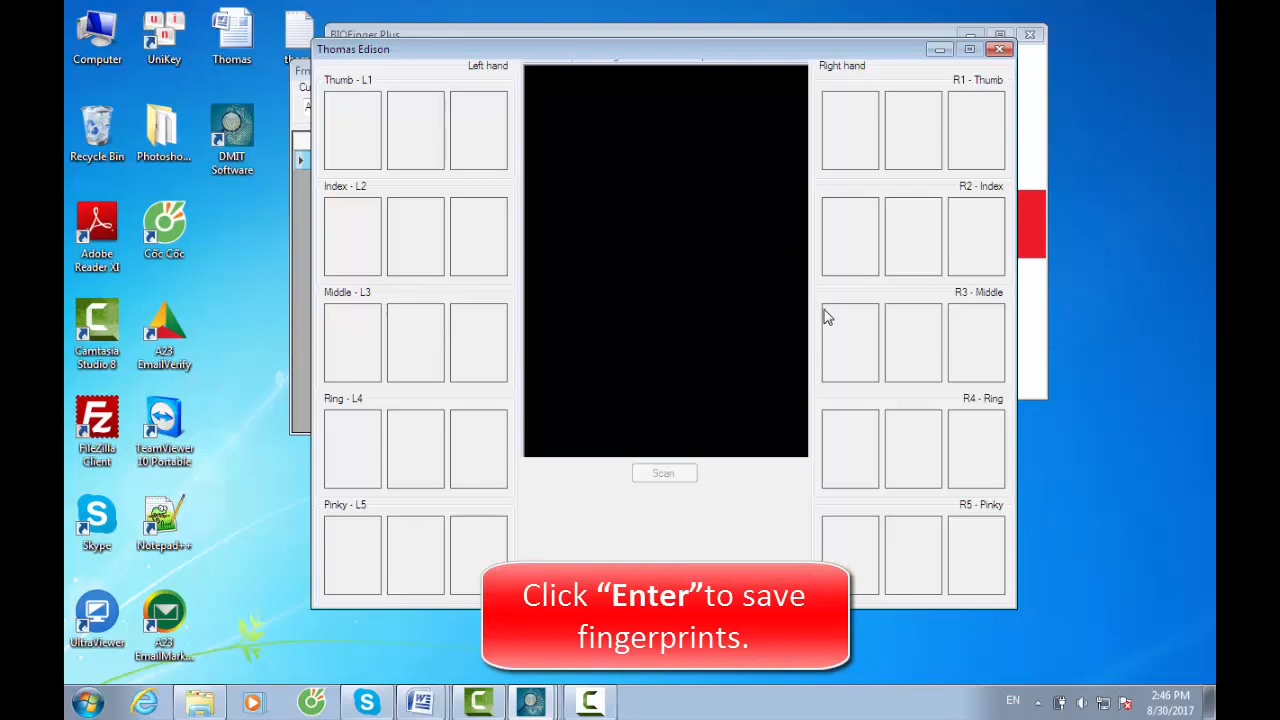 Computer
UniKey
Thomas
Recycle Bin
Photosho...
DMIT
Software
Adobe
Reader XI
Cốc Cốc
Camtasia
Studio 8
A23
EmailVerify
FileZilla
Client
TeamViewer
10 Portable
Skype
Notepad++
UltraViewer
A23
EmailMark...
BIOFinger Plus
Thomas Edison
Left hand
Right hand
Thumb - L1
R1 - Thumb
Index - L2
R2 - Index
Middle - L3
R3 - Middle
Ring - L4
R4 - Ring
Scan
Pinky - L5
R5 - Pinky
Click “Enter”to save
fingerprints.
EN
2:46 PM
8/30/2017